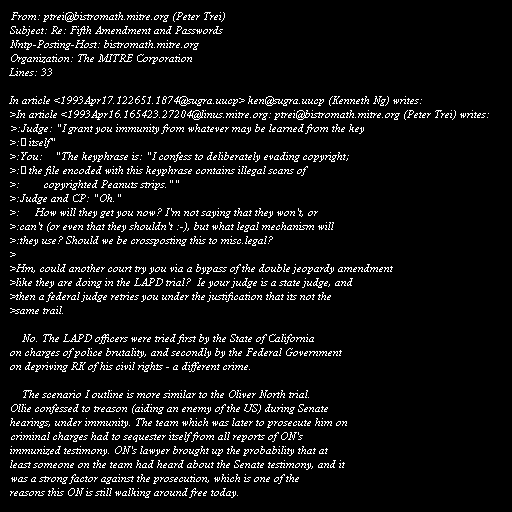 From: ptrei@bistromath.mitre.org (Peter Trei)
Subject: Re: Fifth Amendment and Passwords
Nntp-Posting-Host: bistromath.mitre.org
Organization: The MITRE Corporation
Lines: 33

In article <1993Apr17.122651.1874@sugra.uucp> ken@sugra.uucp (Kenneth Ng) writes:
>In article <1993Apr16.165423.27204@linus.mitre.org: ptrei@bistromath.mitre.org (Peter Trei) writes:
>:Judge: "I grant you immunity from whatever may be learned from the key
>: itself"
>:You: "The keyphrase is: "I confess to deliberately evading copyright;
>: the file encoded with this keyphrase contains illegal scans of
>: copyrighted Peanuts strips.""
>:Judge and CP: "Oh."
>: How will they get you now? I'm not saying that they won't, or
>:can't (or even that they shouldn't :-), but what legal mechanism will
>:they use? Should we be crossposting this to misc.legal?
>
>Hm, could another court try you via a bypass of the double jeopardy amendment
>like they are doing in the LAPD trial? Ie your judge is a state judge, and
>then a federal judge retries you under the justification that its not the
>same trail.

No. The LAPD officers were tried first by the State of California
on charges of police brutality, and secondly by the Federal Government
on depriving RK of his civil rights - a different crime.

The scenario I outline is more similar to the Oliver North trial.
Ollie confessed to treason (aiding an enemy of the US) during Senate
hearings, under immunity. The team which was later to prosecute him on
criminal charges had to sequester itself from all reports of ON's
immunized testimony. ON's lawyer brought up the probability that at
least someone on the team had heard about the Senate testimony, and it
was a strong factor against the prosecution, which is one of the
reasons this ON is still walking around free today.